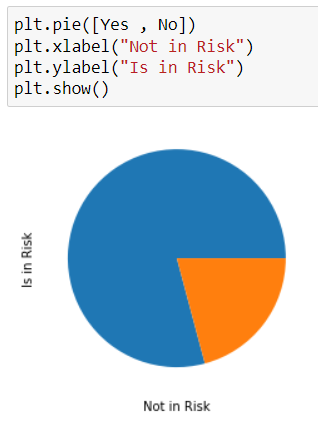 plt.pie([Yes , No])
plt.xlabel("Not in Risk")
plt.ylabel("Is in Risk")
plt.show()
Is in Risk
Not in Risk